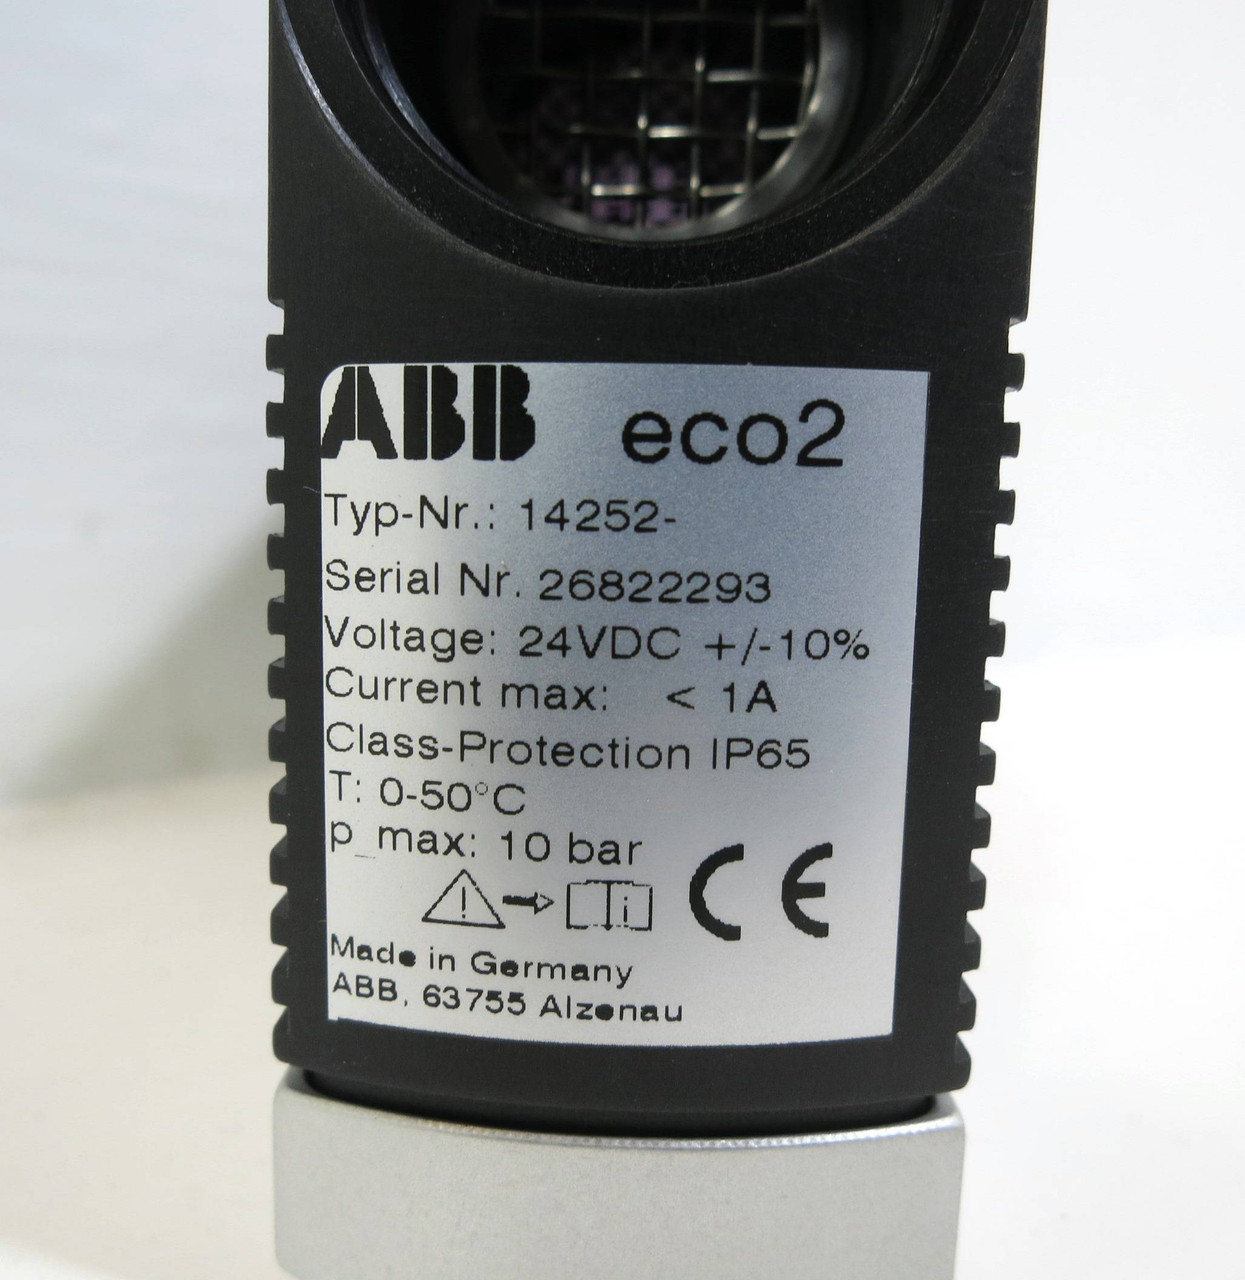 ABB eco2
Typ-Nr.: 14252-
Serial Nr. 26822293
Voltage: 24VDC +/-10%
Current max: < 1A
Class-Protection IP65
T: 0-50°C
p_max: 10 bar
i CE
Made in Germany
ABB, 63755 Alzenau